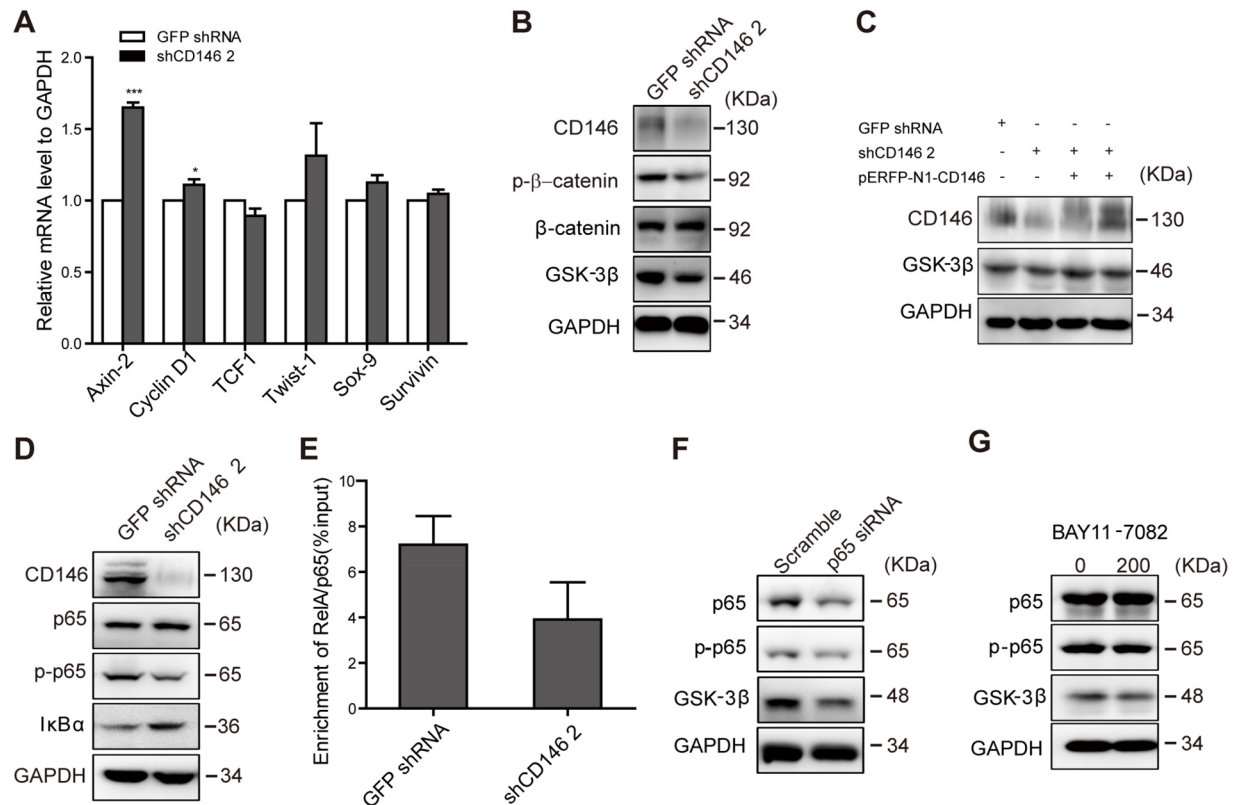 A
GFP shRNA
shCD146 2
Relative mRNA level to GAPDH
2.0
1.5
1.0
0.5
0.0
***
*
Axin-2
Cyclin D1
TCF1
Twist-1
Sox-9
Survivin
B
GFP shRNA
shCD146 2
(KDa)
CD146 130
p-β-catenin 92
β-catenin 92
GSK-3β 46
GAPDH 34
C
GFP shRNA + - - -
shCD146 2 - + + +
pERFP-N1-CD146 - - + + (KDa)
CD146 130
GSK-3β 46
GAPDH 34
D
GFP shRNA
shCD146 2
(KDa)
CD146 130
p65 65
p-p65 65
IκBα 36
GAPDH 34
E
Enrichment of RelA/p65(%input)
10
8
6
4
2
0
GFP shRNA
shCD146 2
F
Scramble
p65 siRNA
(KDa)
p65 65
p-p65 65
GSK-3β 48
GAPDH 34
G
BAY11-7082
0 200 (KDa)
p65 65
p-p65 65
GSK-3β 48
GAPDH 34